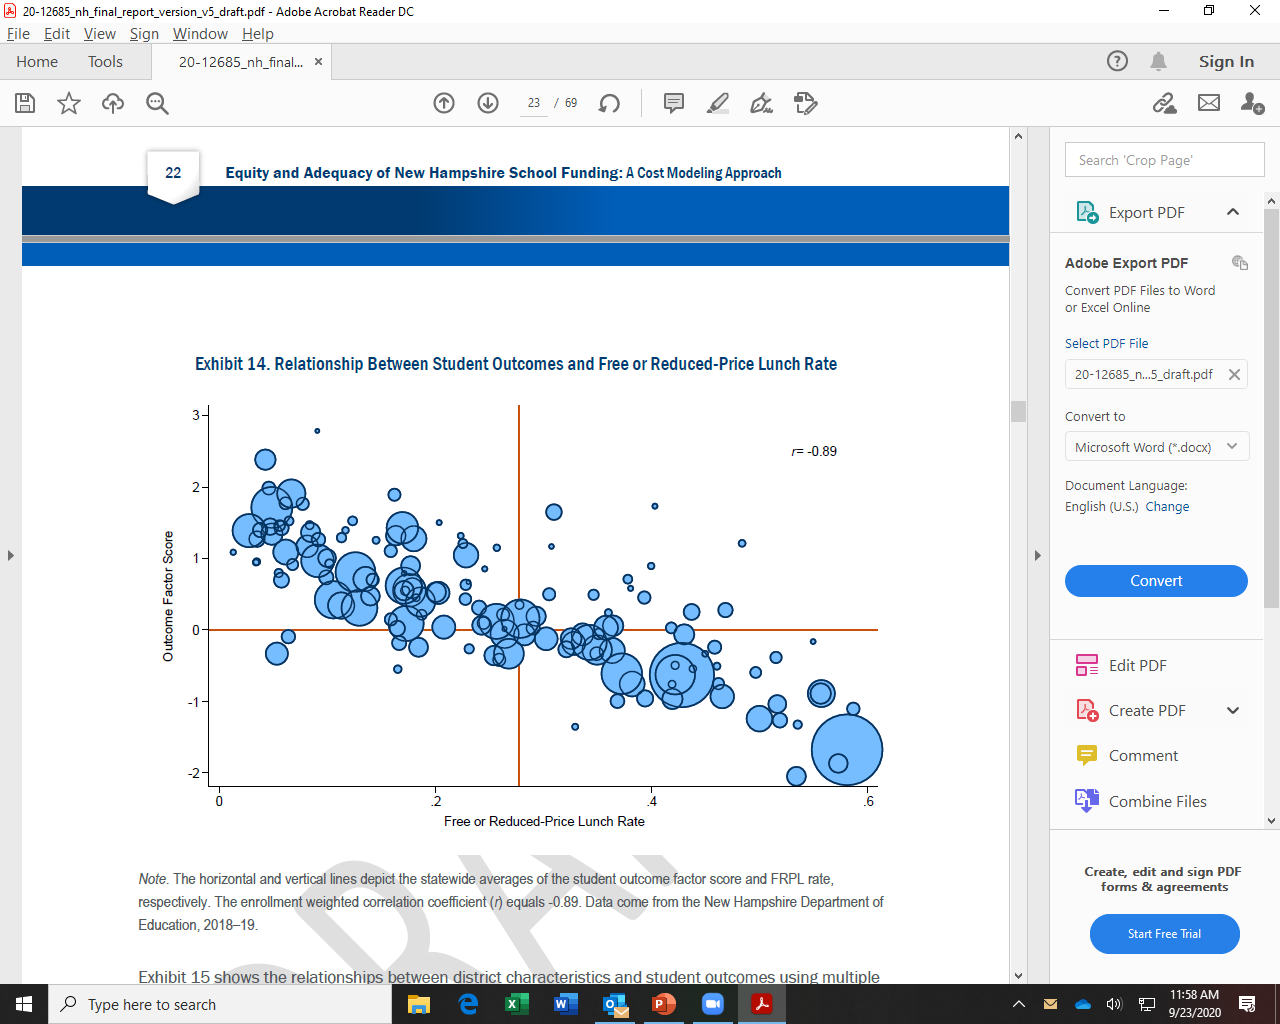 20-12685_nh_final_report_version_v5_draft.pdf - Adobe Acrobat Reader DC
File Edit View Sign Window Help
Home Tools 20-12685_nh_final... × Sign In
23 / 69
22 Equity and Adequacy of New Hampshire School Funding: A Cost Modeling Approach
Exhibit 14. Relationship Between Student Outcomes and Free or Reduced-Price Lunch Rate
r= -0.89
Outcome Factor Score
3
2
1
0
-1
-2
0 .2 .4 .6
Free or Reduced-Price Lunch Rate
DRA
Note. The horizontal and vertical lines depict the statewide averages of the student outcome factor score and FRPL rate,
respectively. The enrollment weighted correlation coefficient (r) equals -0.89. Data come from the New Hampshire Department of
Education, 2018–19.
Exhibit 15 shows the relationships between district characteristics and student outcomes using multiple
Search 'Crop Page'
Export PDF
Adobe Export PDF
Convert PDF Files to Word
or Excel Online
Select PDF File
20-12685_n...5_draft.pdf
Convert to
Microsoft Word (*.docx)
Document Language:
English (U.S.) Change
Convert
Edit PDF
Create PDF
Comment
Combine Files
Create, edit and sign PDF
forms & agreements
Start Free Trial
Type here to search
11:58 AM
9/23/2020